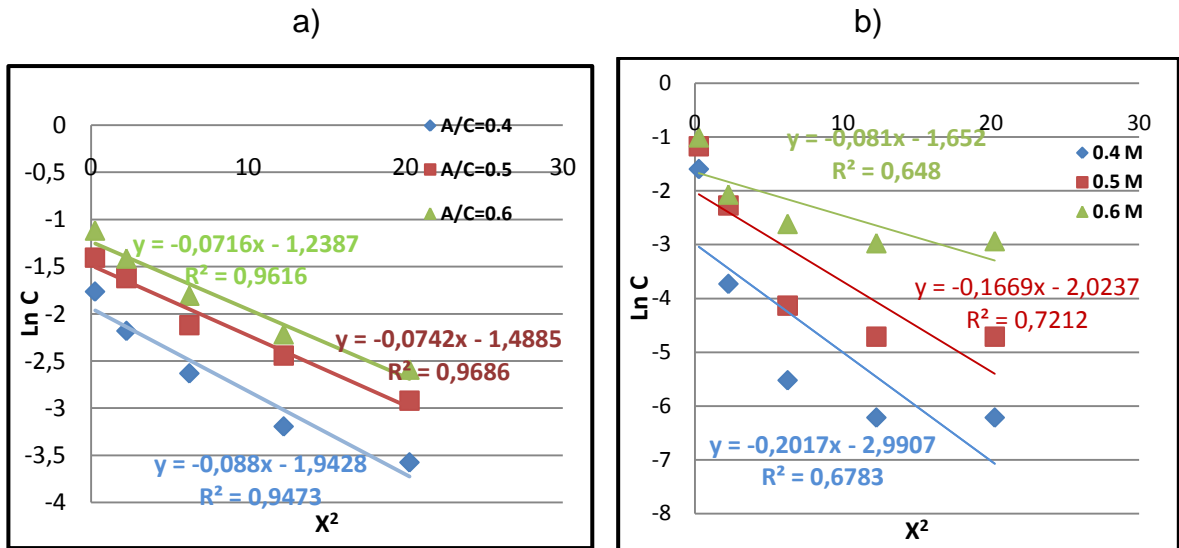 a)
0
0
10
20
30
-0,5
-1
-1,5
-2
-2,5
-3
-3,5
-4
Ln C
X²
A/C=0.4
A/C=0.5
A/C=0.6
y = -0,0716x - 1,2387
R² = 0,9616
y = -0,0742x - 1,4885
R² = 0,9686
y = -0,088x - 1,9428
R² = 0,9473
b)
0
0
10
20
30
-1
-2
-3
-4
-5
-6
-7
-8
Ln C
X²
0.4 M
0.5 M
0.6 M
y = -0,081x - 1,652
R² = 0,648
y = -0,1669x - 2,0237
R² = 0,7212
y = -0,2017x - 2,9907
R² = 0,6783